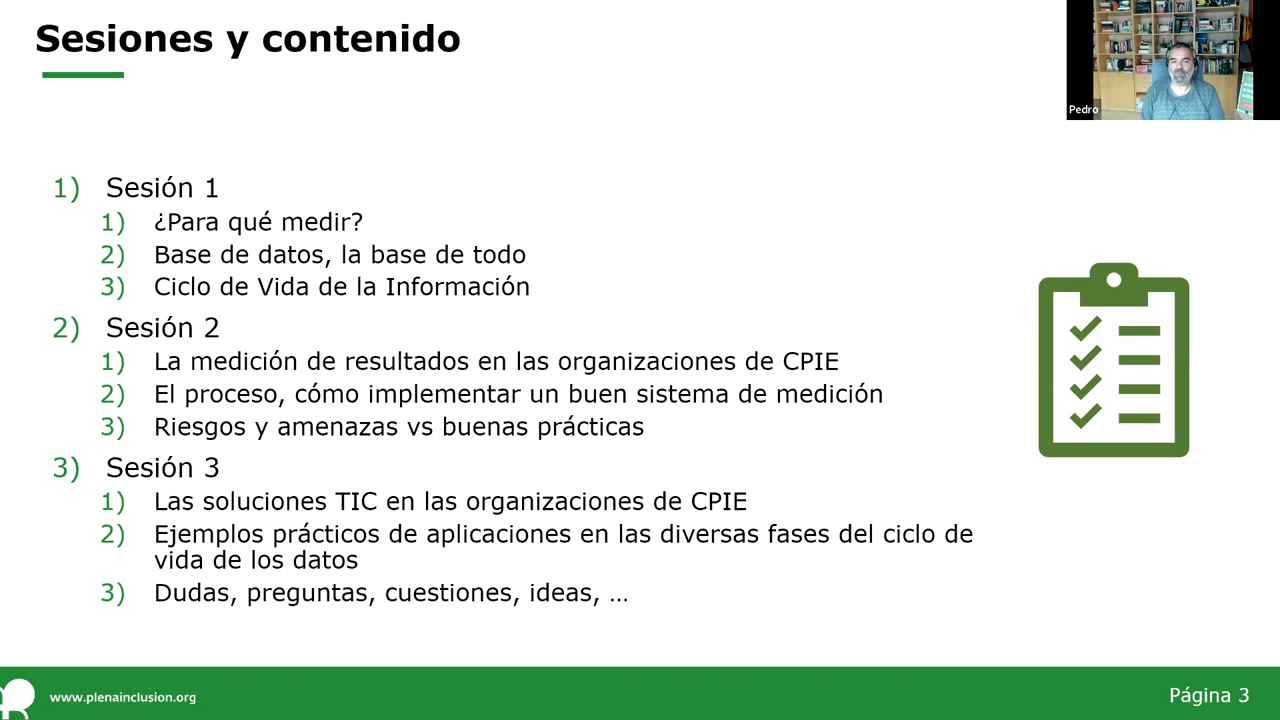 Sesiones y contenido
Pedro
1) Sesión 1
1) ¿Para qué medir?
2) Base de datos, la base de todo
3) Ciclo de Vida de la Información
2) Sesión 2
1) La medición de resultados en las organizaciones de CPIE
2) El proceso, cómo implementar un buen sistema de medición
3) Riesgos y amenazas vs buenas prácticas
3) Sesión 3
1) Las soluciones TIC en las organizaciones de CPIE
2) Ejemplos prácticos de aplicaciones en las diversas fases del ciclo de
vida de los datos
3) Dudas, preguntas, cuestiones, ideas, …
www.plenainclusion.org
Página 3